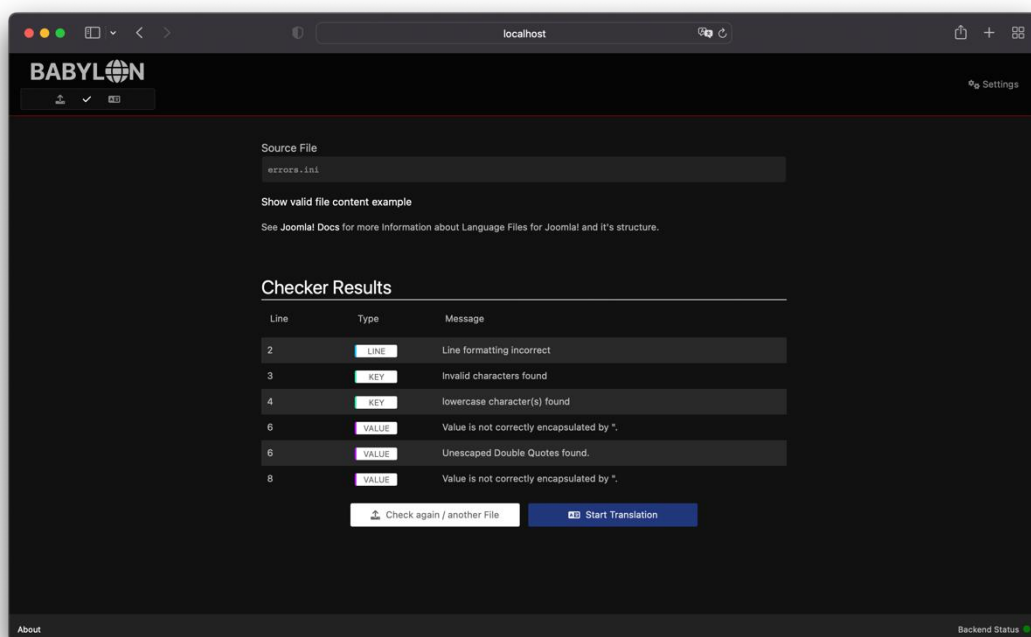 localhost
BABYLON
Settings
Source File
errors.ini
Show valid file content example
See Joomla! Docs for more Information about Language Files for Joomla! and it's structure.
Checker Results
Line Type Message
2 LINE Line formatting incorrect
3 KEY Invalid characters found
4 KEY lowercase character(s) found
6 VALUE Value is not correctly encapsulated by ".
6 VALUE Unescaped Double Quotes found.
8 VALUE Value is not correctly encapsulated by ".
Check again / another File Start Translation
About Backend Status